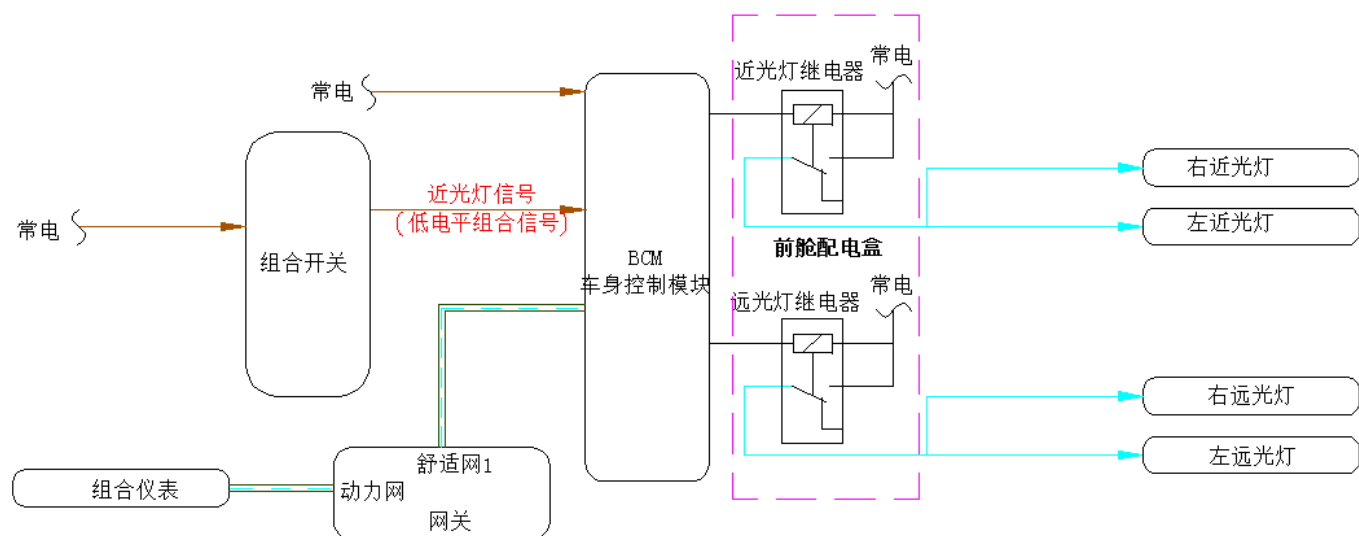 常电
近光灯继电器
常电
常电
组合开关
近光灯信号
(低电平组合信号)
BCM
车身控制模块
前舱配电盒
右近光灯
左近光灯
远光灯继电器
常电
右远光灯
左远光灯
组合仪表
舒适网1
动力网
网关